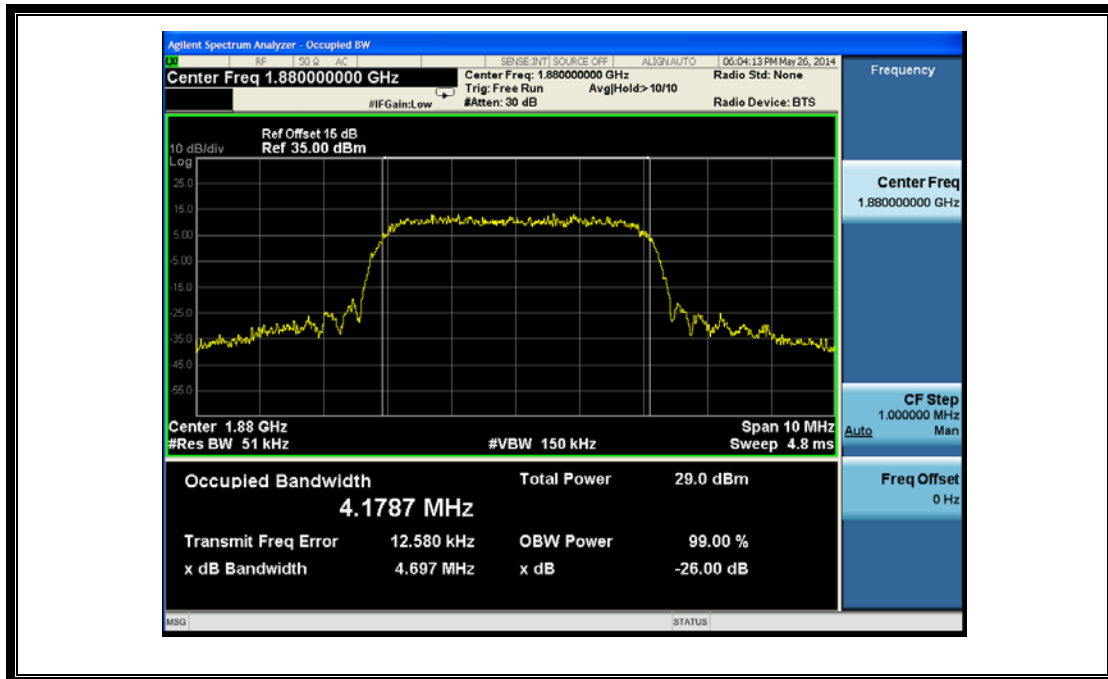 Agilent Spectrum Analyzer - Occupied BW
LXI RF 50 Ω AC SENSE:INT SOURCE OFF ALIGN AUTO 06:04:13 PM May 26, 2014
Center Freq 1.880000000 GHz
Center Freq: 1.880000000 GHz
Radio Std: None
Trig: Free Run Avg|Hold:> 10/10
#IFGain:Low
#Atten: 30 dB
Radio Device: BTS
Ref Offset 15 dB
10 dB/div Ref 35.00 dBm
Log
25.0
15.0
5.00
-5.00
-15.0
-25.0
-35.0
-45.0
-55.0
Center 1.88 GHz Span 10 MHz
#Res BW 51 kHz #VBW 150 kHz Sweep 4.8 ms
Occupied Bandwidth Total Power 29.0 dBm
4.1787 MHz
Transmit Freq Error 12.580 kHz OBW Power 99.00 %
x dB Bandwidth 4.697 MHz x dB -26.00 dB
MSG STATUS
Frequency
Center Freq
1.880000000 GHz
CF Step
1.000000 MHz
Auto Man
Freq Offset
0 Hz